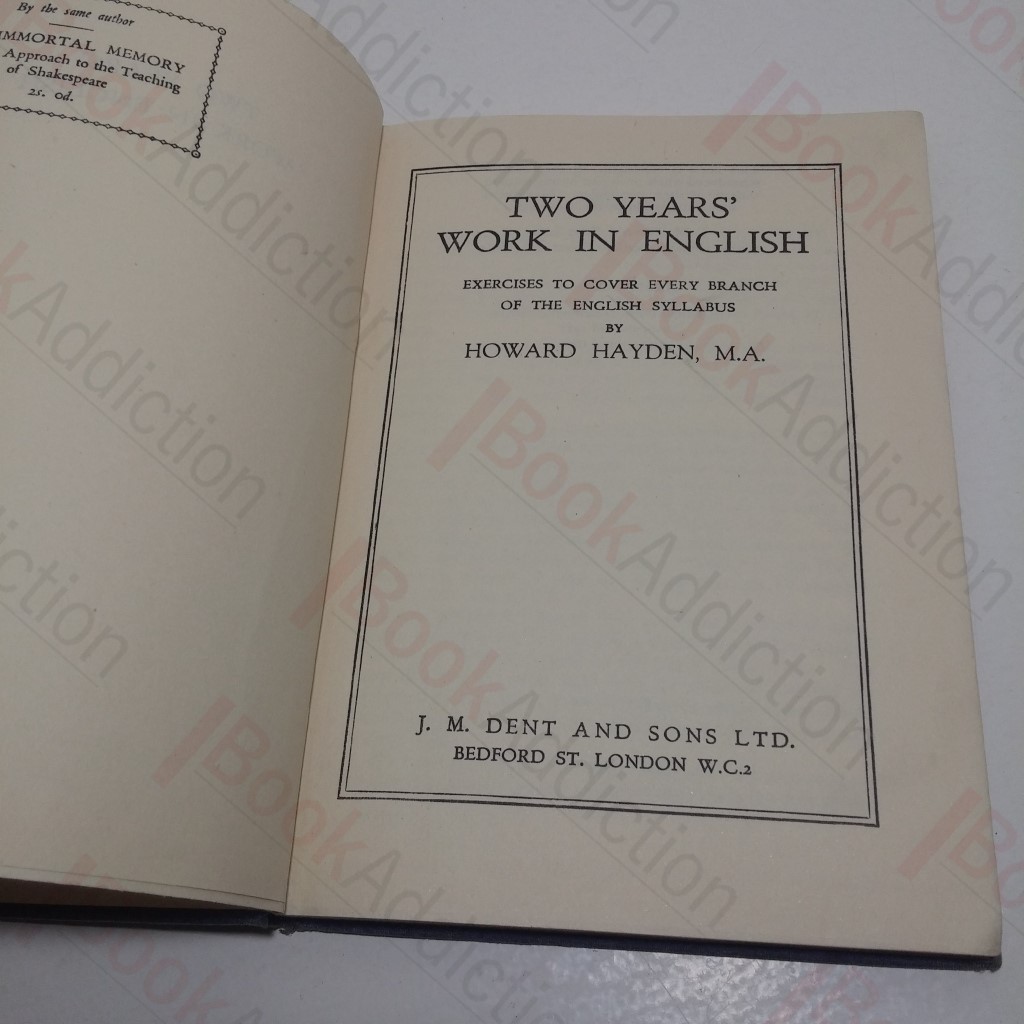 By the same author
IMMORTAL MEMORY
Approach to the Teaching
of Shakespeare
2s. 0d.
TWO YEARS'
WORK IN ENGLISH
EXERCISES TO COVER EVERY BRANCH
OF THE ENGLISH SYLLABUS
BY
HOWARD HAYDEN, M.A.
J. M. DENT AND SONS LTD.
BEDFORD ST. LONDON W.C.2
BookAddiction